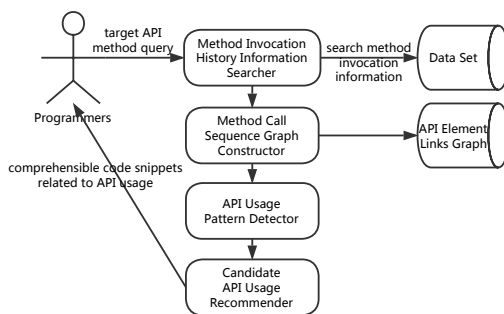 target API
method query
Method Invocation
History Information
Searcher
search method
invocation
information
Data Set
Programmers
Method Call
Sequence Graph
Constructor
API Element
Links Graph
comprehensible code snippets
related to API usage
API Usage
Pattern Detector
Candidate
API Usage
Recommender